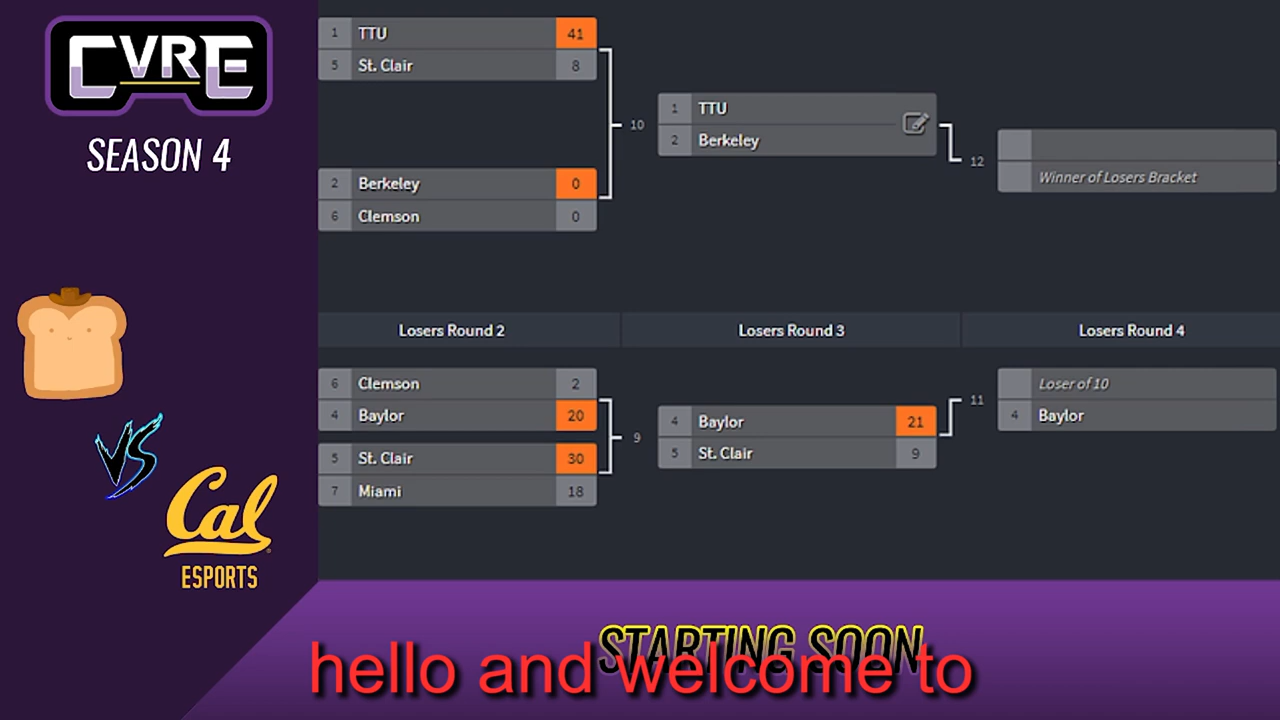 CVRE
SEASON 4
VS
Cal
ESPORTS
1 TTU 41
5 St. Clair 8
10
2 Berkeley 0
6 Clemson 0
1 TTU
2 Berkeley
12
Winner of Losers Bracket
Losers Round 2
Losers Round 3
Losers Round 4
6 Clemson 2
4 Baylor 20
9
5 St. Clair 30
7 Miami 18
4 Baylor 21
5 St. Clair 9
11
Loser of 10
4 Baylor
STARTING SOON
hello and welcome to